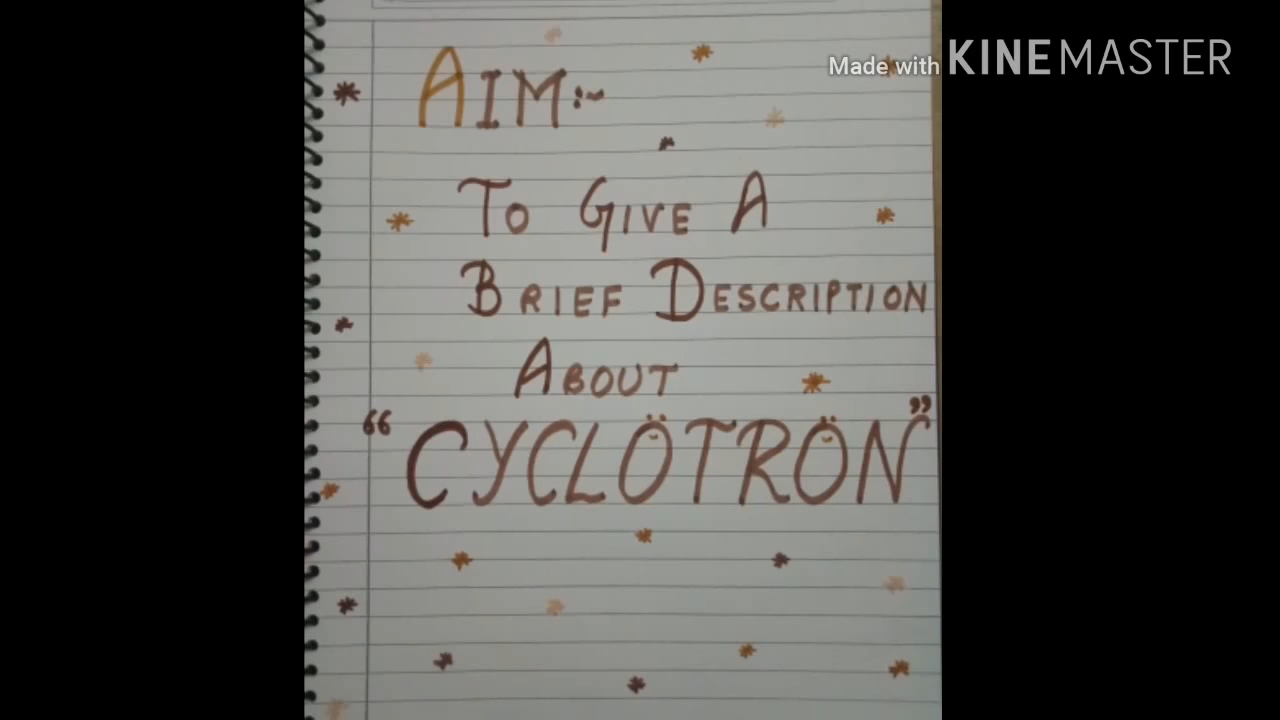 Made with KINEMASTER
AIM:-
TO GIVE A
BRIEF DESCRIPTION
ABOUT
“CYCLÖTRÖN”